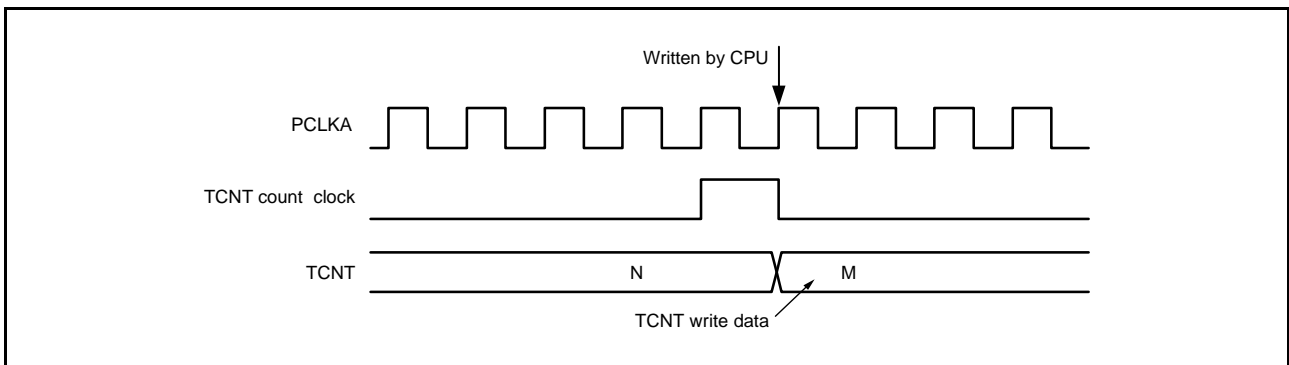 Written by CPU
PCLKA
TCNT count clock
TCNT
N
M
TCNT write data